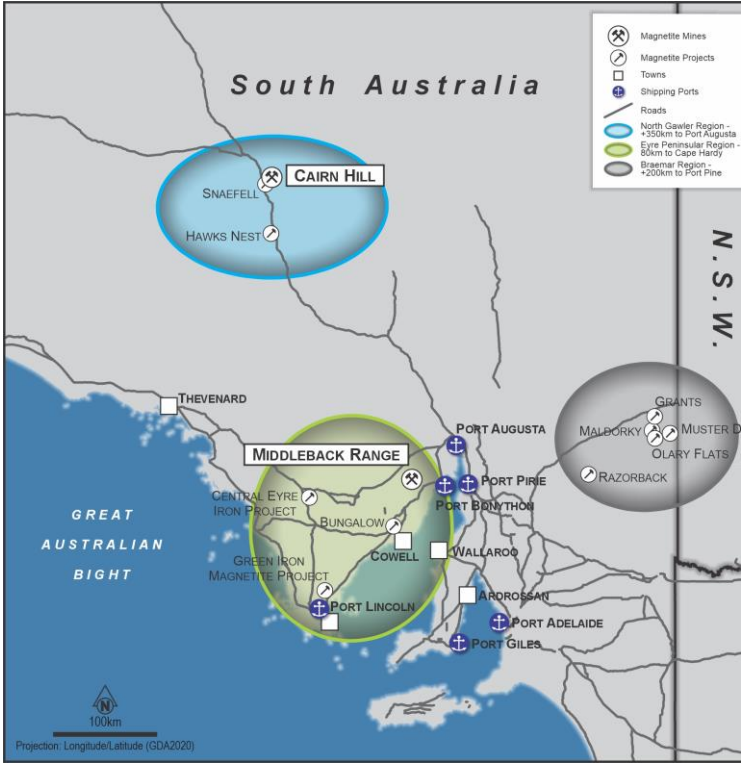 South Australia
Magnetite Mines
Magnetite Projects
Towns
Shipping Ports
Roads
North Gawler Region -
+350km to Port Augusta
Eyre Peninsular Region -
80km to Cape Hardy
Braemar Region -
+200km to Port Pine
CAIRN HILL
SNAEFELL
HAWKS NEST
N.S.W.
THEVENARD
GRANTS
MALDORKY
MUSTER D
OLARY FLATS
RAZORBACK
PORT AUGUSTA
MIDDLEBACK RANGE
PORT PIRIE
PORT BONYTHON
CENTRAL EYRE
IRON PROJECT
BUNGALOW
COWELL
WALLAROO
GREAT
AUSTRALIAN
BIGHT
GREEN IRON
MAGNETITE PROJECT
ARDROSSAN
PORT LINCOLN
PORT ADELAIDE
PORT GILES
N
100km
Projection: Longitude/Latitude (GDA2020)